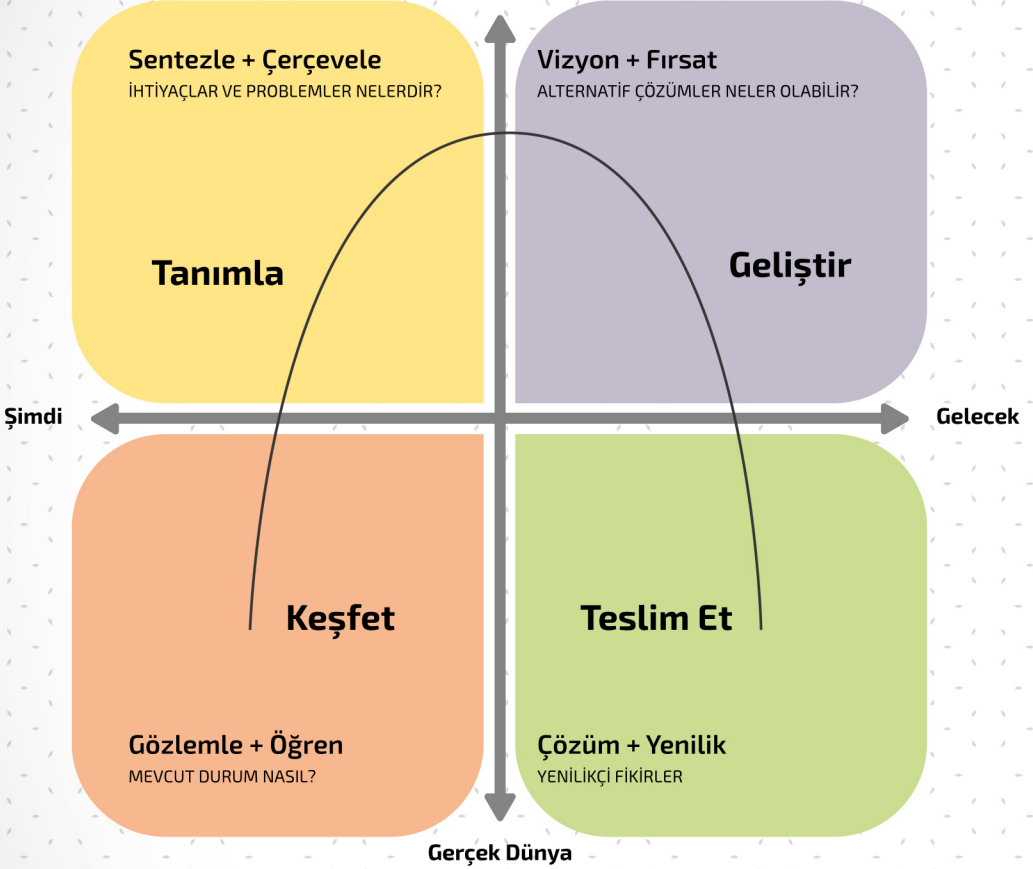 Sentezle + Çerçevele
İHTİYAÇLAR VE PROBLEMLER NELERDİR?
Tanımla
Vizyon + Fırsat
ALTERNATİF ÇÖZÜMLER NELER OLABİLİR?
Geliştir
Şimdi
Gelecek
Keşfet
Gözlemle + Öğren
MEVCUT DURUM NASIL?
Teslim Et
Çözüm + Yenilik
YENİLİKÇİ FİKİRLER
Gerçek Dünya